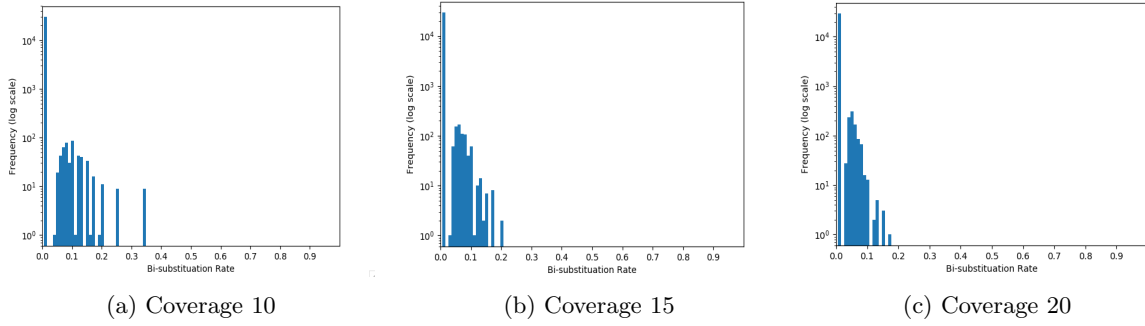 10⁴
10³
10²
10¹
10⁰
Frequency (log scale)
0.0 0.1 0.2 0.3 0.4 0.5 0.6 0.7 0.8 0.9
Bi-substituation Rate
(a) Coverage 10
10⁴
10³
10²
10¹
10⁰
Frequency (log scale)
0.0 0.1 0.2 0.3 0.4 0.5 0.6 0.7 0.8 0.9
Bi-substituation Rate
(b) Coverage 15
10⁴
10³
10²
10¹
10⁰
Frequency (log scale)
0.0 0.1 0.2 0.3 0.4 0.5 0.6 0.7 0.8 0.9
Bi-substituation Rate
(c) Coverage 20